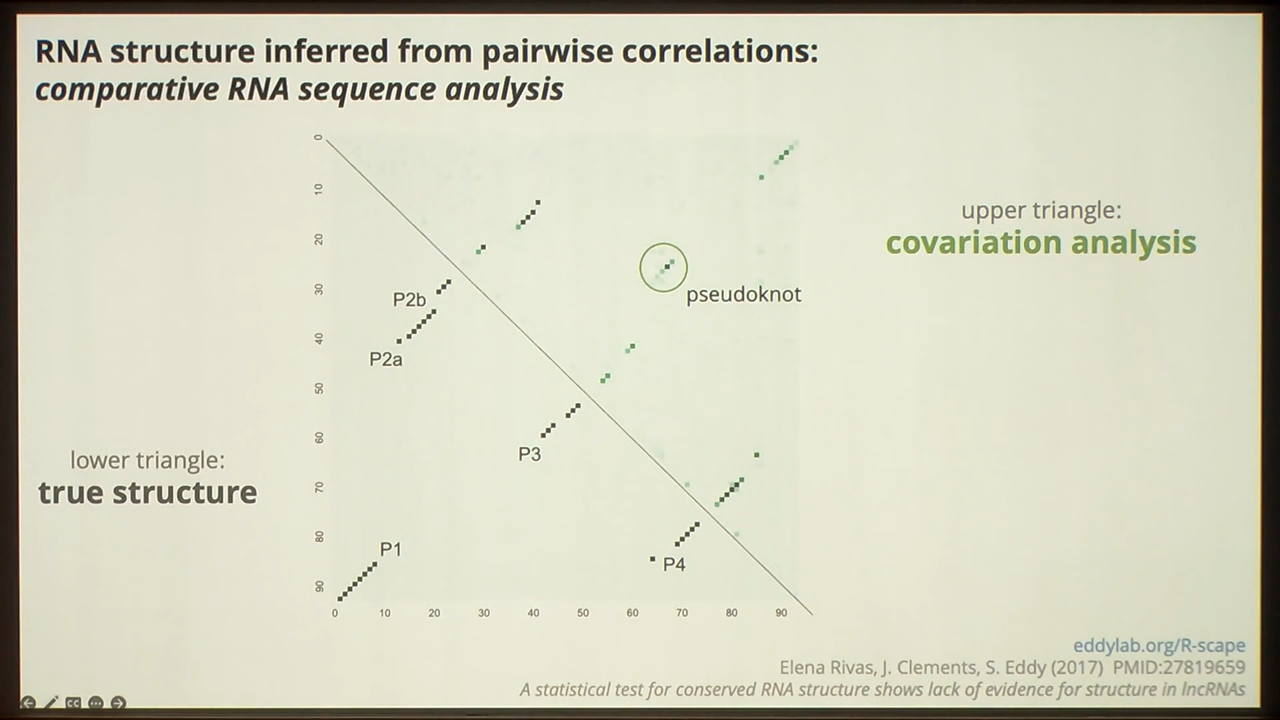 RNA structure inferred from pairwise correlations:
comparative RNA sequence analysis
0
10
20
30
40
50
60
70
80
90
upper triangle:
covariation analysis
pseudoknot
P2b
P2a
P3
lower triangle:
true structure
P1
P4
0 10 20 30 40 50 60 70 80 90
eddylab.org/R-scape
Elena Rivas, J. Clements, S. Eddy (2017) PMID:27819659
A statistical test for conserved RNA structure shows lack of evidence for structure in lncRNAs
CC